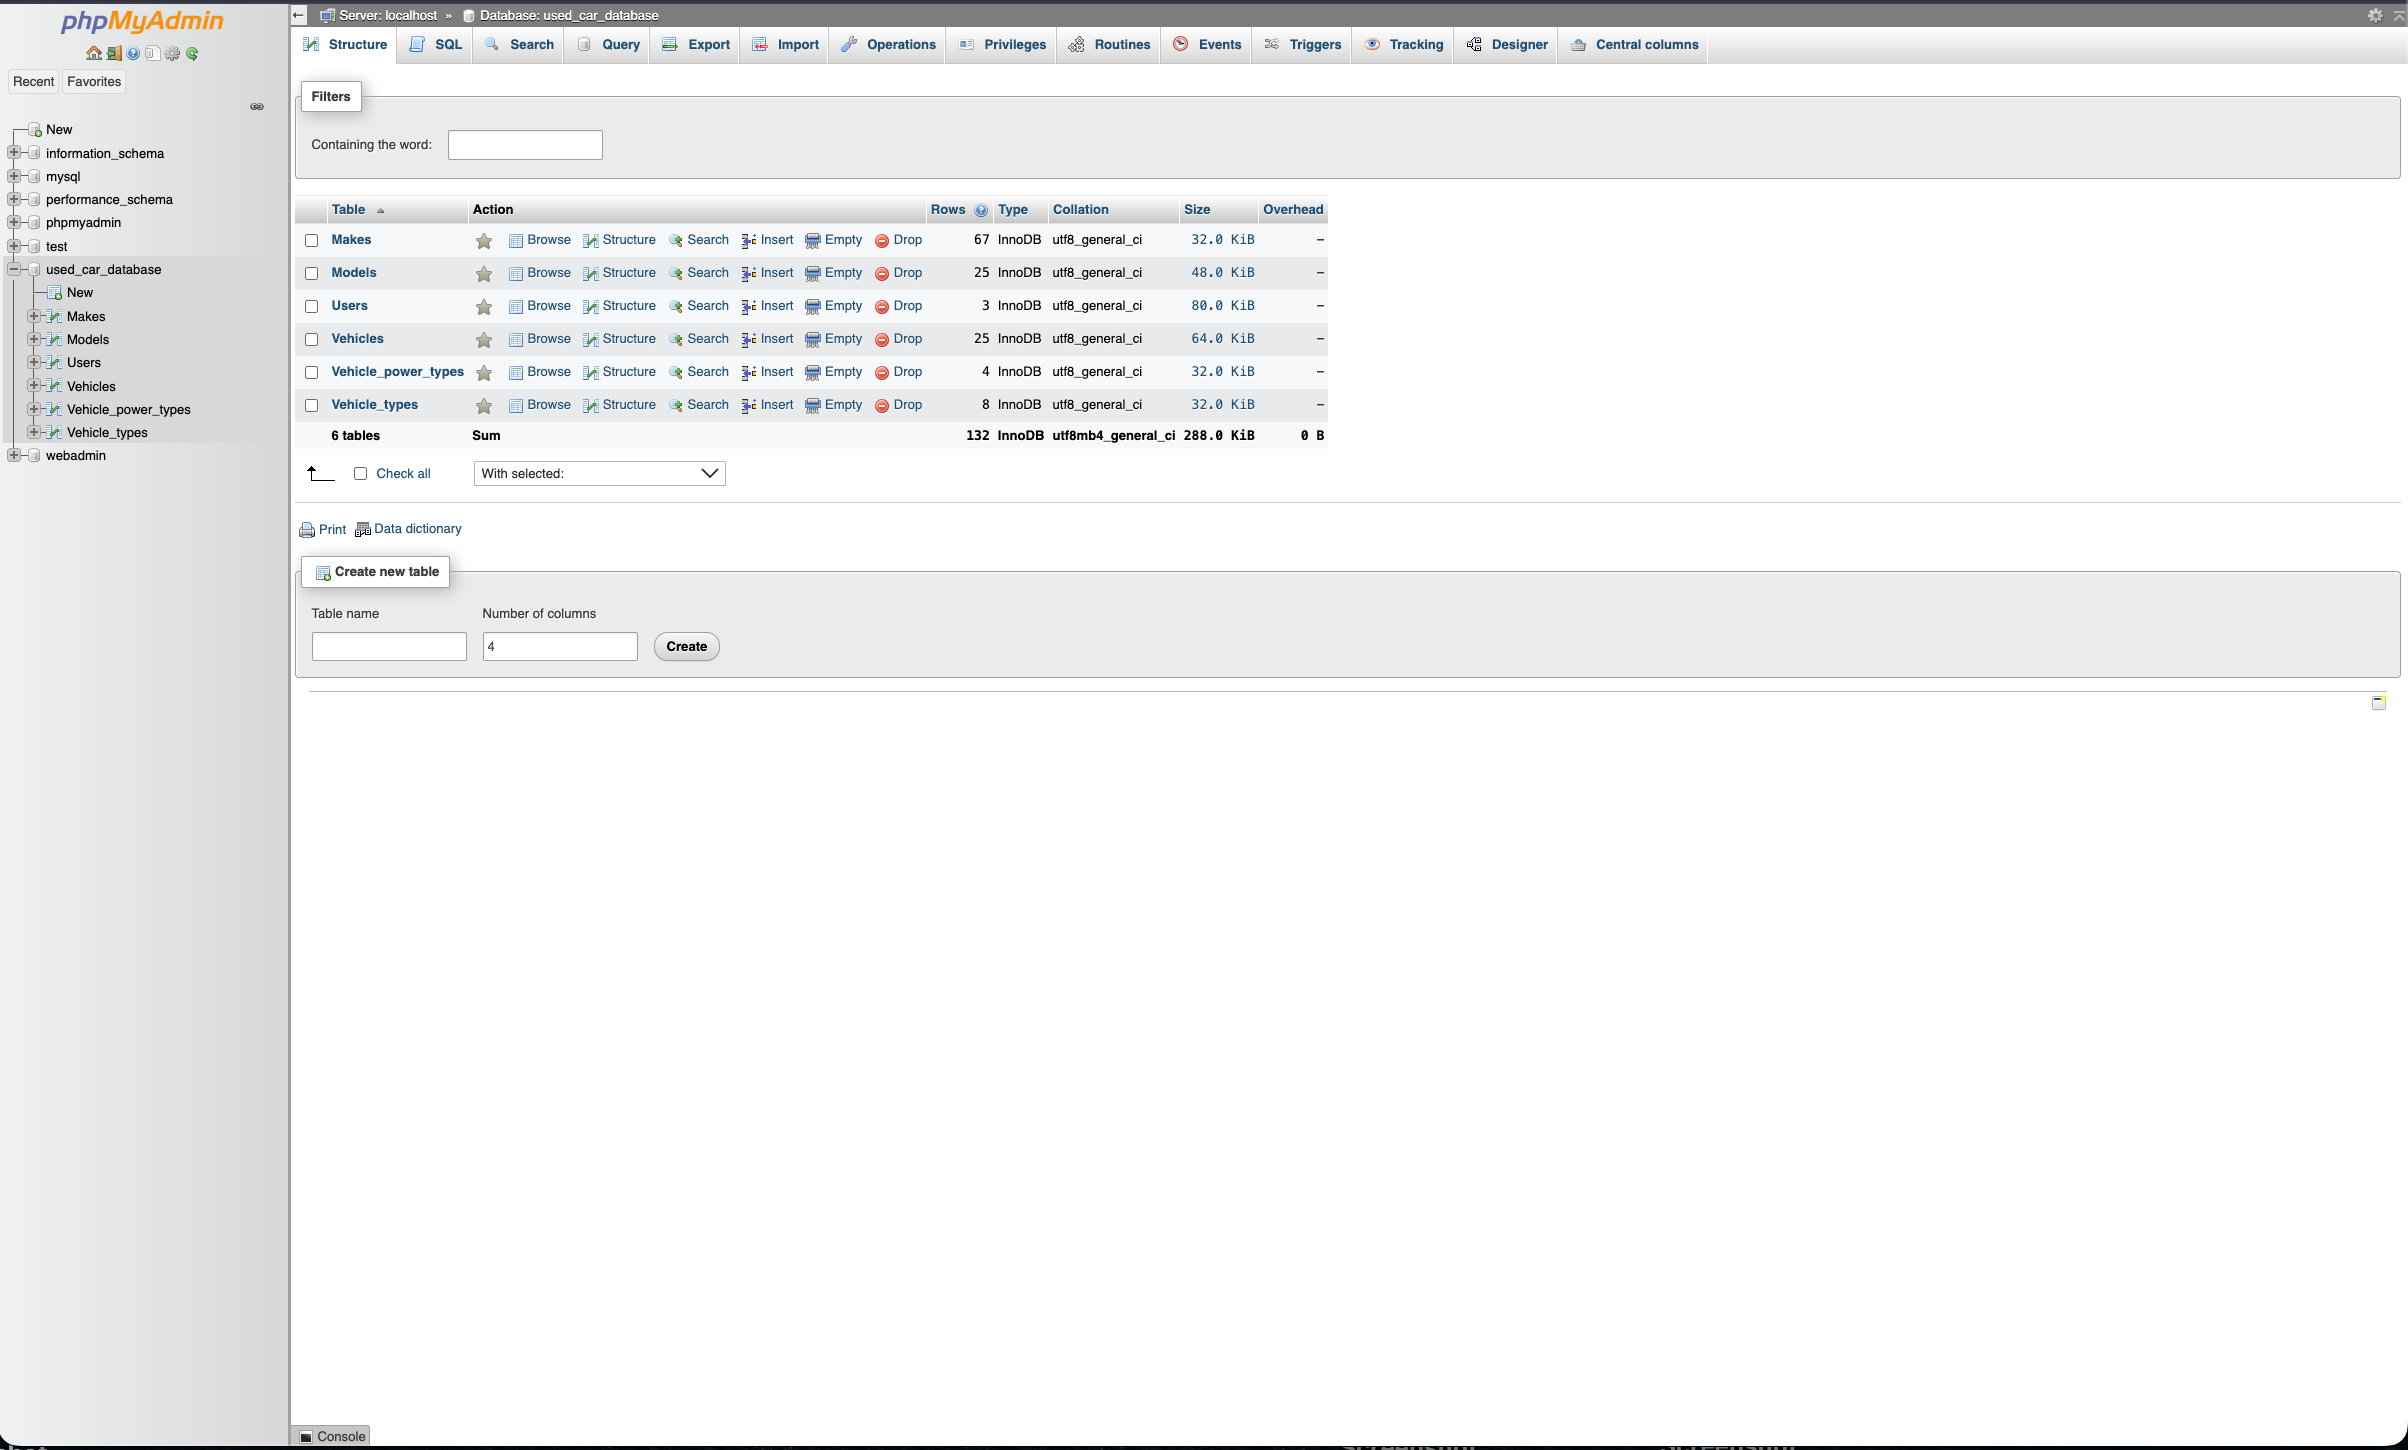 phpMyAdmin
Recent Favorites
New
information_schema
mysql
performance_schema
phpmyadmin
test
used_car_database
New
Makes
Models
Users
Vehicles
Vehicle_power_types
Vehicle_types
webadmin
Server: localhost » Database: used_car_database
Structure SQL Search Query Export Import Operations Privileges Routines Events Triggers Tracking Designer Central columns
Filters
Containing the word:
Table Action Rows Type Collation Size Overhead
Makes Browse Structure Search Insert Empty Drop 67 InnoDB utf8_general_ci 32.0 KiB –
Models Browse Structure Search Insert Empty Drop 25 InnoDB utf8_general_ci 48.0 KiB –
Users Browse Structure Search Insert Empty Drop 3 InnoDB utf8_general_ci 80.0 KiB –
Vehicles Browse Structure Search Insert Empty Drop 25 InnoDB utf8_general_ci 64.0 KiB –
Vehicle_power_types Browse Structure Search Insert Empty Drop 4 InnoDB utf8_general_ci 32.0 KiB –
Vehicle_types Browse Structure Search Insert Empty Drop 8 InnoDB utf8_general_ci 32.0 KiB –
6 tables Sum 132 InnoDB utf8mb4_general_ci 288.0 KiB 0 B
Check all With selected:
Print Data dictionary
Create new table
Table name Number of columns
4 Create
Console